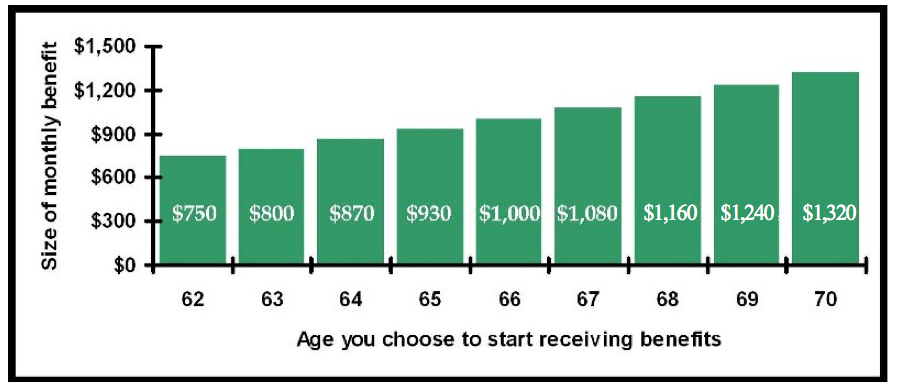 Size of monthly benefit
$1,500
$1,200
$900
$600
$300
$0
$750 $800 $870 $930 $1,000 $1,080 $1,160 $1,240 $1,320
62 63 64 65 66 67 68 69 70
Age you choose to start receiving benefits